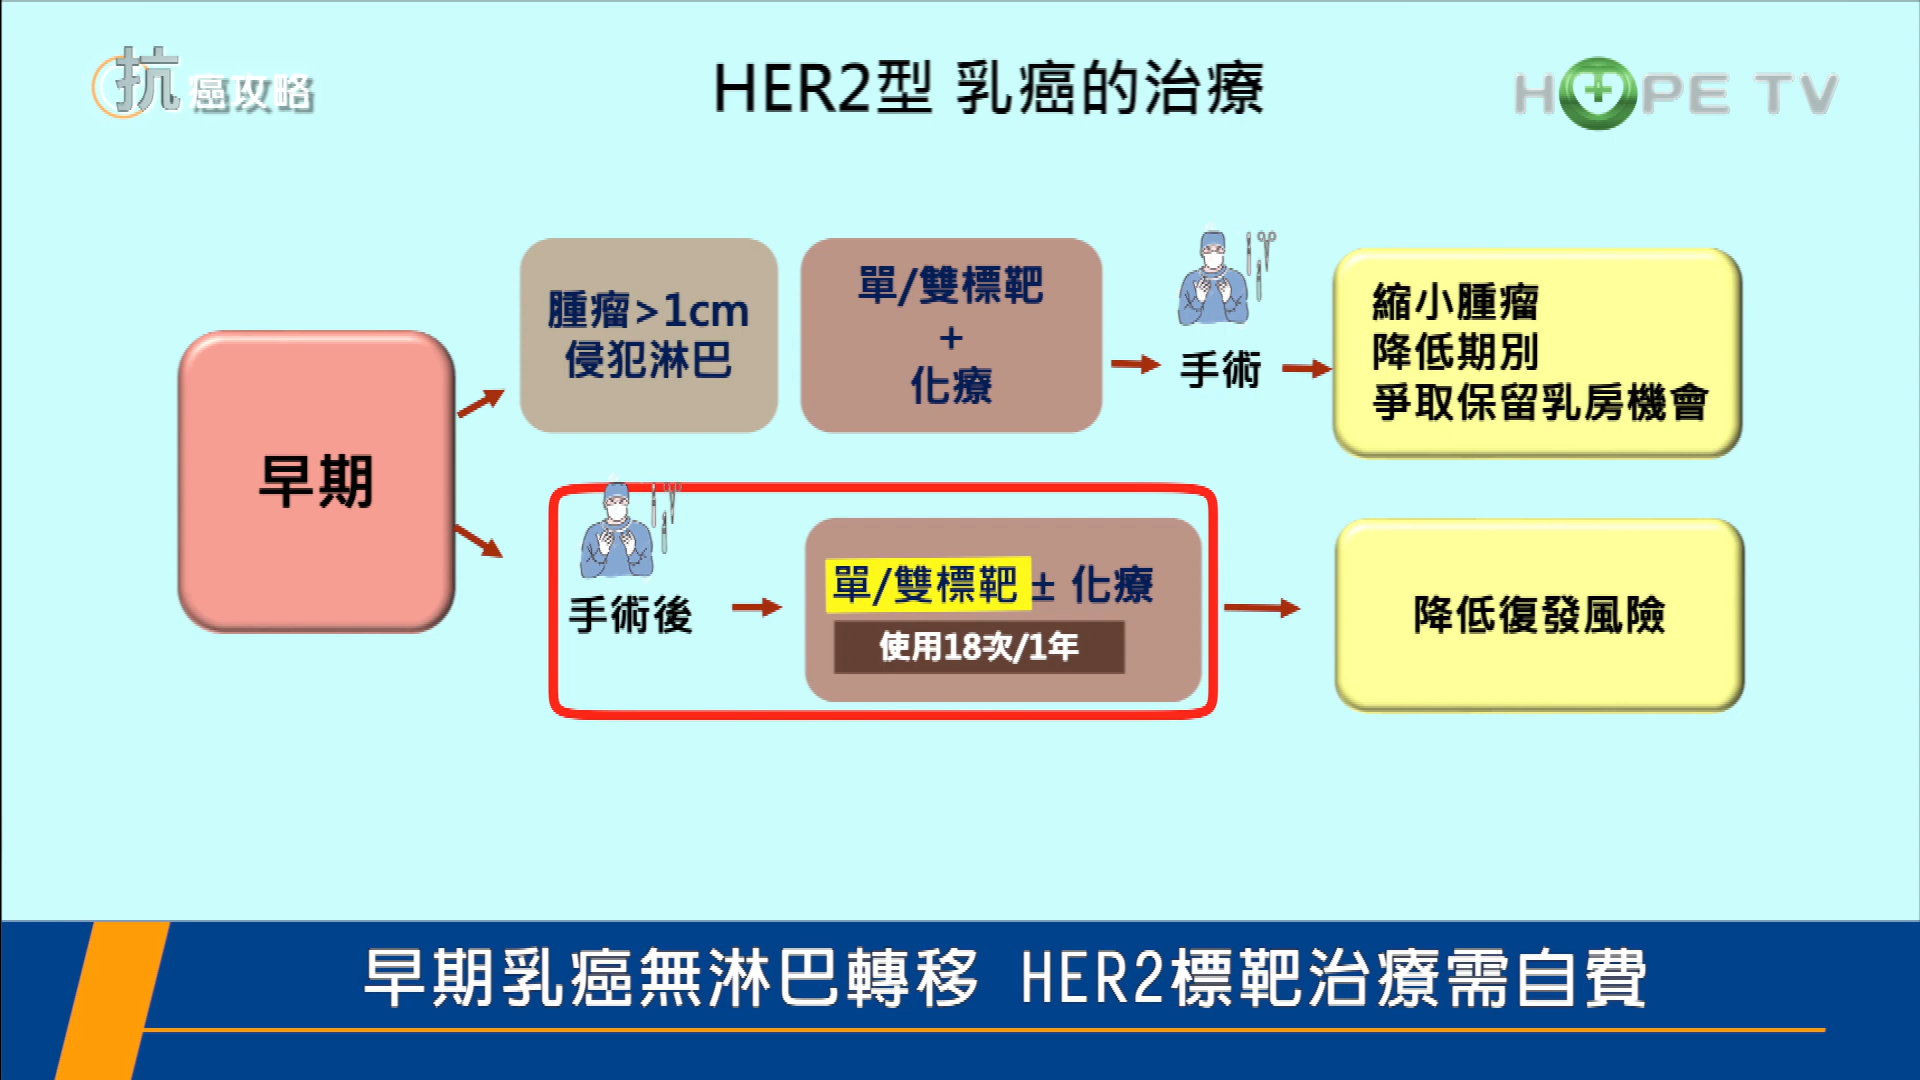 抗癌攻略
HER2型 乳癌的治療
HOPE TV
早期
腫瘤>1cm
侵犯淋巴
單/雙標靶
+
化療
手術
縮小腫瘤
降低期別
爭取保留乳房機會
手術後
單/雙標靶 ± 化療
使用18次/1年
降低復發風險
早期乳癌無淋巴轉移 HER2標靶治療需自費